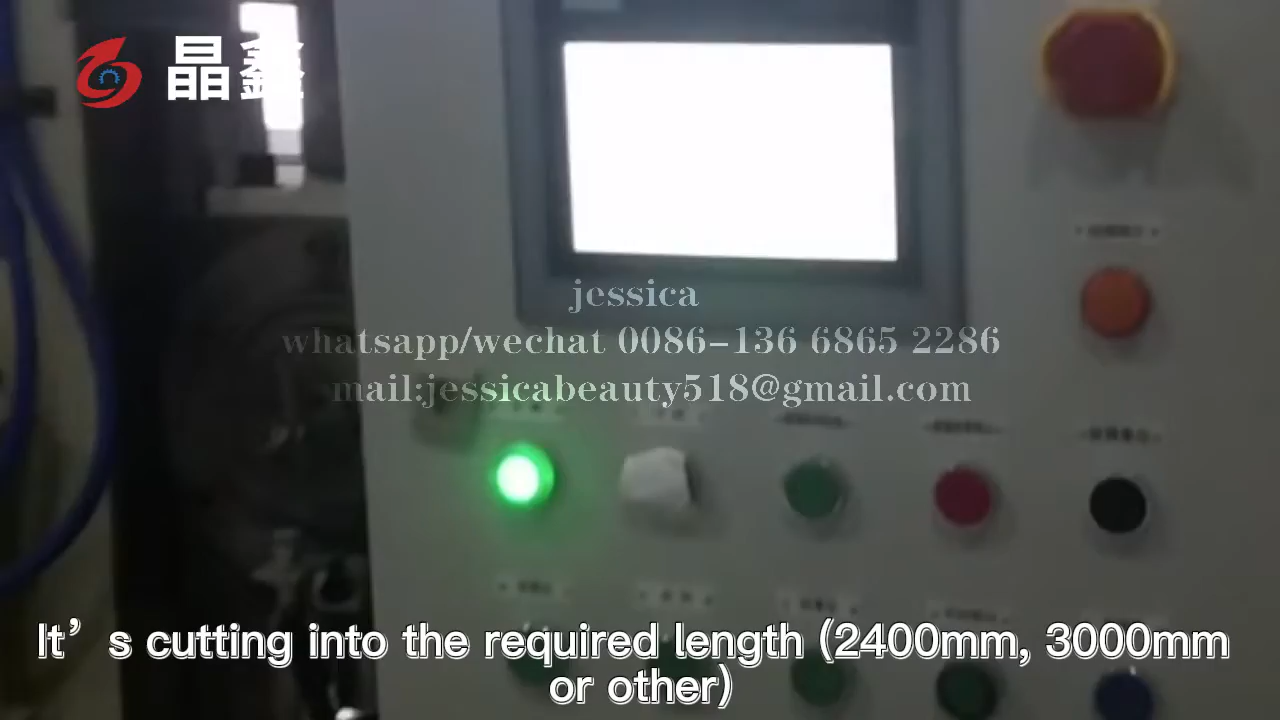 晶鑫
jessica
whatsapp/wechat 0086-136 6865 2286
mail:jessicabeauty518@gmail.com
It’s cutting into the required length (2400mm, 3000mm
or other)